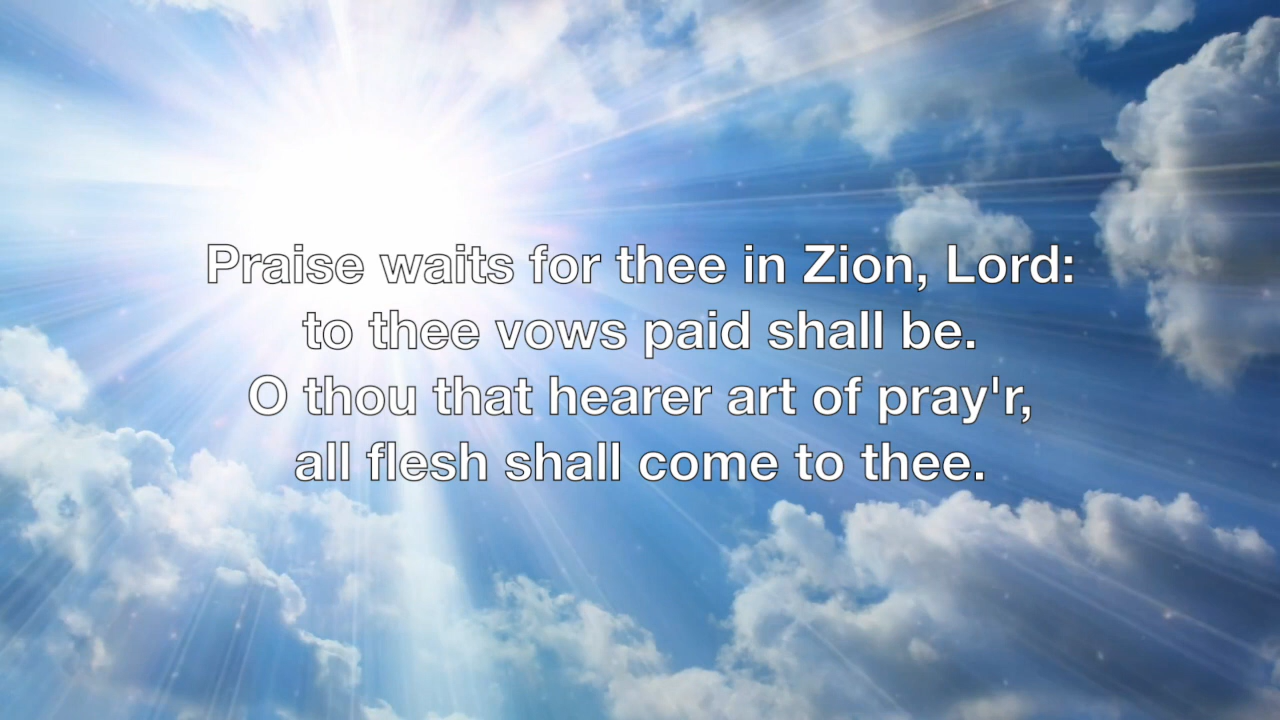 Praise waits for thee in Zion, Lord:
to thee vows paid shall be.
O thou that hearer art of pray'r,
all flesh shall come to thee.